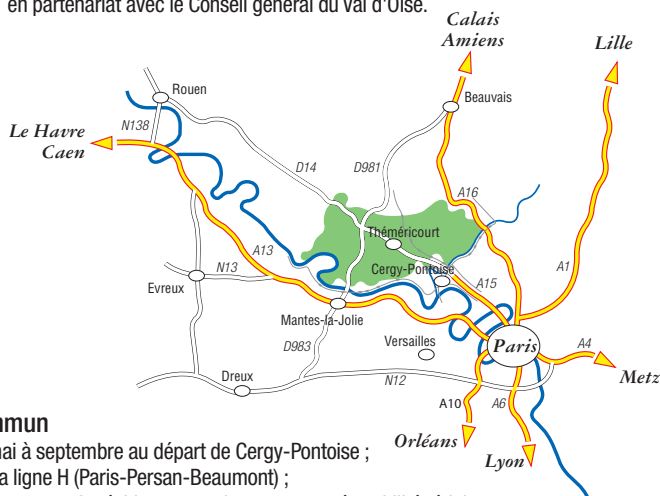 en partenariat avec le Conseil général du Val d'Oise.
Calais
Amiens
Lille
Rouen
Beauvais
N138
Le Havre
Caen
D14
D981
A16
Théméricourt
A13
N13
Cergy-Pontoise
A15
A1
Evreux
Mantes-la-Jolie
D983
Versailles
Paris
A4
Metz
Dreux
N12
A10
A6
Orléans
Lyon
mmun
nai à septembre au départ de Cergy-Pontoise ;
a ligne H (Paris-Persan-Beaumont) ;